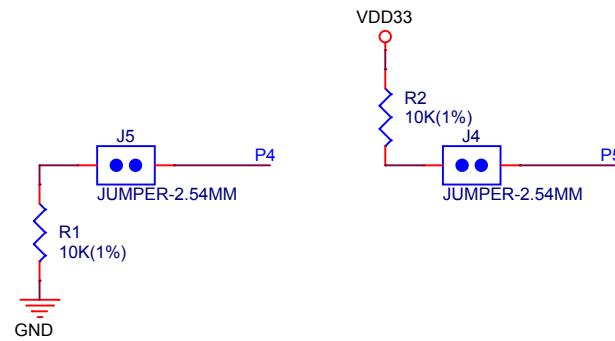 VDD33
R2
10K(1%)
J5
P4
JUMPER-2.54MM
J4
P5
JUMPER-2.54MM
R1
10K(1%)
GND